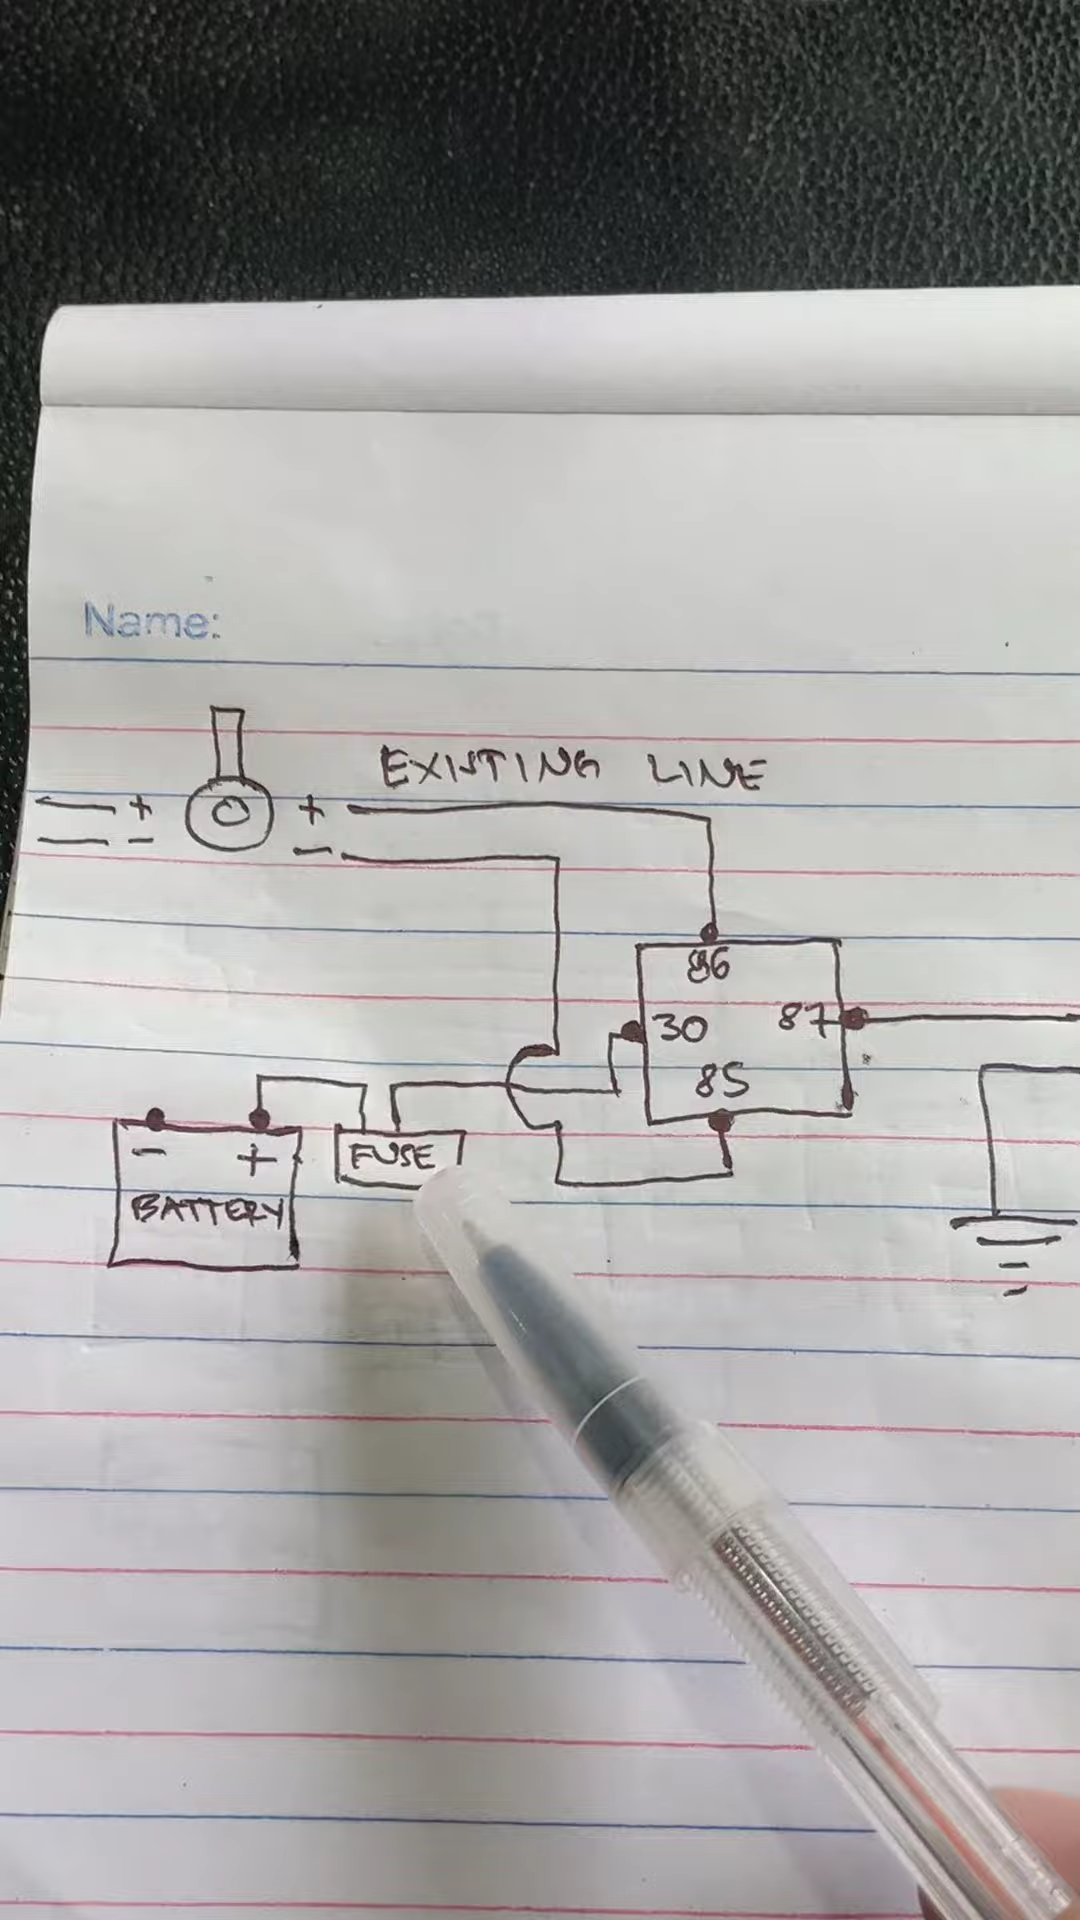 Name:
EXISTING LINE
+ +
- -
86
30 87
85
- +
FUSE
BATTERY